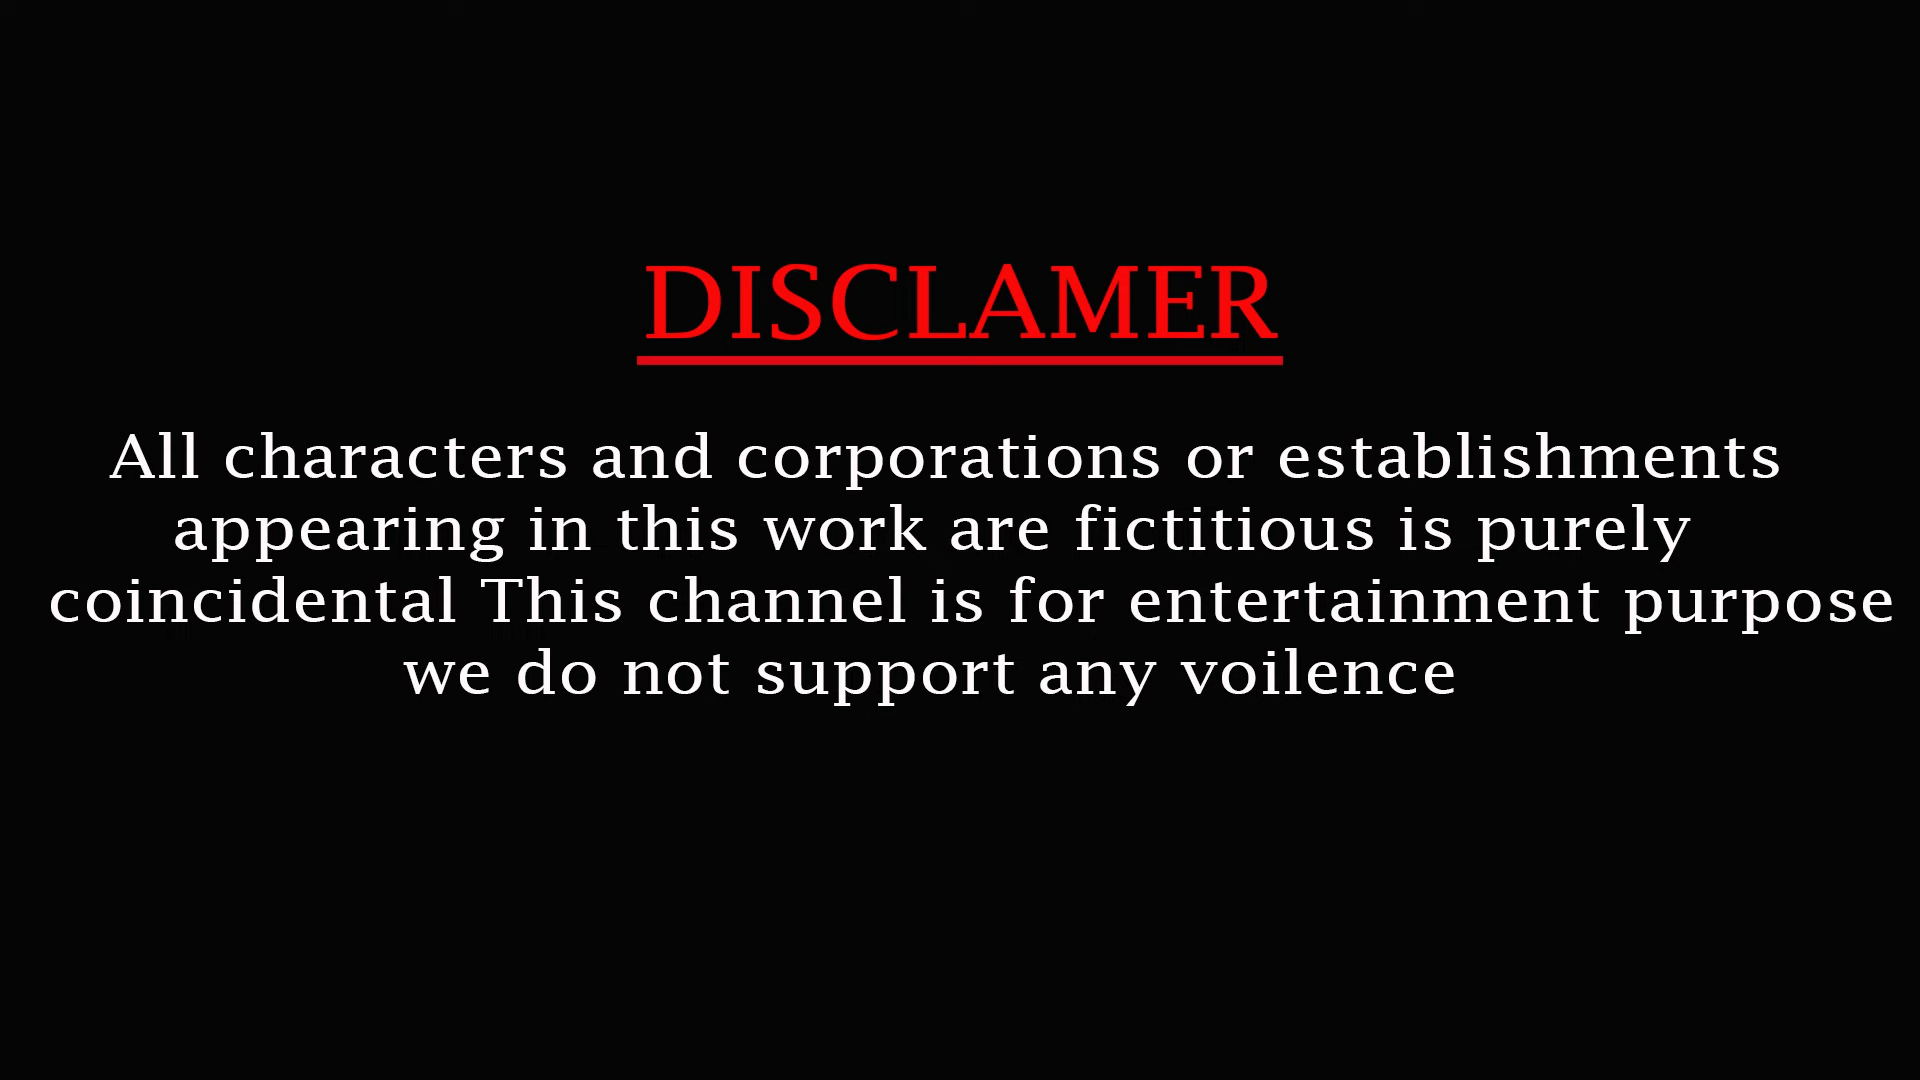 DISCLAMER
All characters and corporations or establishments
appearing in this work are fictitious is purely
coincidental This channel is for entertainment purpose
we do not support any voilence